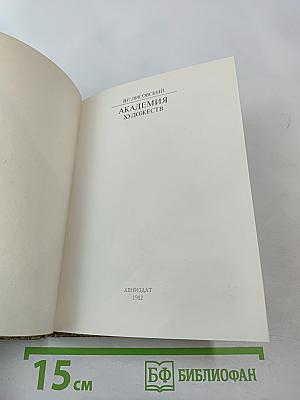 В.Г. ЛИСОВСКИЙ
АКАДЕМИЯ
ХУДОЖЕСТВ
ЛЕНИЗДАТ
1982
15 см
БФ БИБЛИОФАН